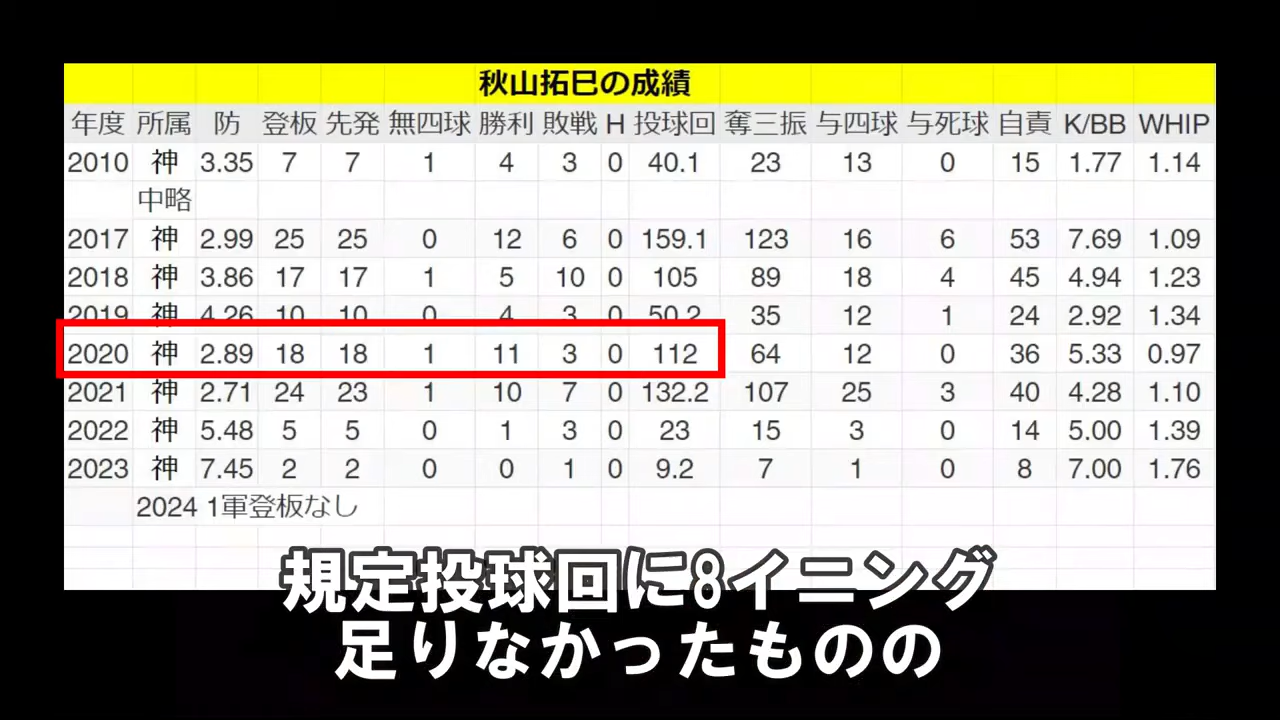 秋山拓巳の成績
年度 所属 防 登板 先発 無四球 勝利 敗戦 H 投球回 奪三振 与四球 与死球 自責 K/BB WHIP
2010 神 3.35 7 7 1 4 3 0 40.1 23 13 0 15 1.77 1.14
中略
2017 神 2.99 25 25 0 12 6 0 159.1 123 16 6 53 7.69 1.09
2018 神 3.86 17 17 1 5 10 0 105 89 18 4 45 4.94 1.23
2019 神 4.26 10 10 0 4 3 0 50.2 35 12 1 24 2.92 1.34
2020 神 2.89 18 18 1 11 3 0 112 64 12 0 36 5.33 0.97
2021 神 2.71 24 23 1 10 7 0 132.2 107 25 3 40 4.28 1.10
2022 神 5.48 5 5 0 1 3 0 23 15 3 0 14 5.00 1.39
2023 神 7.45 2 2 0 0 1 0 9.2 7 1 0 8 7.00 1.76
2024 1軍登板なし
規定投球回に8イニング
足りなかったものの